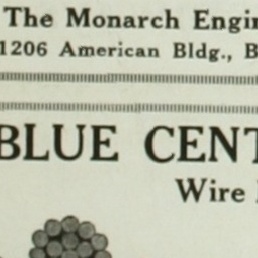 The Monarch Engin
1206 American Bldg., B
BLUE CENT
Wire